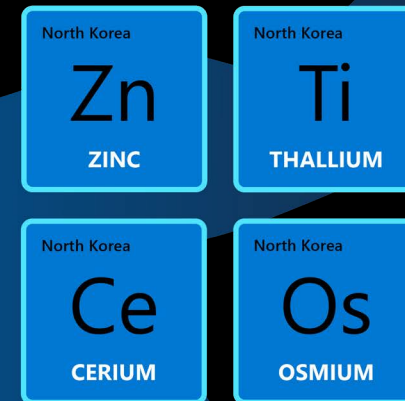 North Korea
North Korea
Zn
Ti
ZINC
THALLIUM
North Korea
North Korea
Ce
Os
CERIUM
OSMIUM